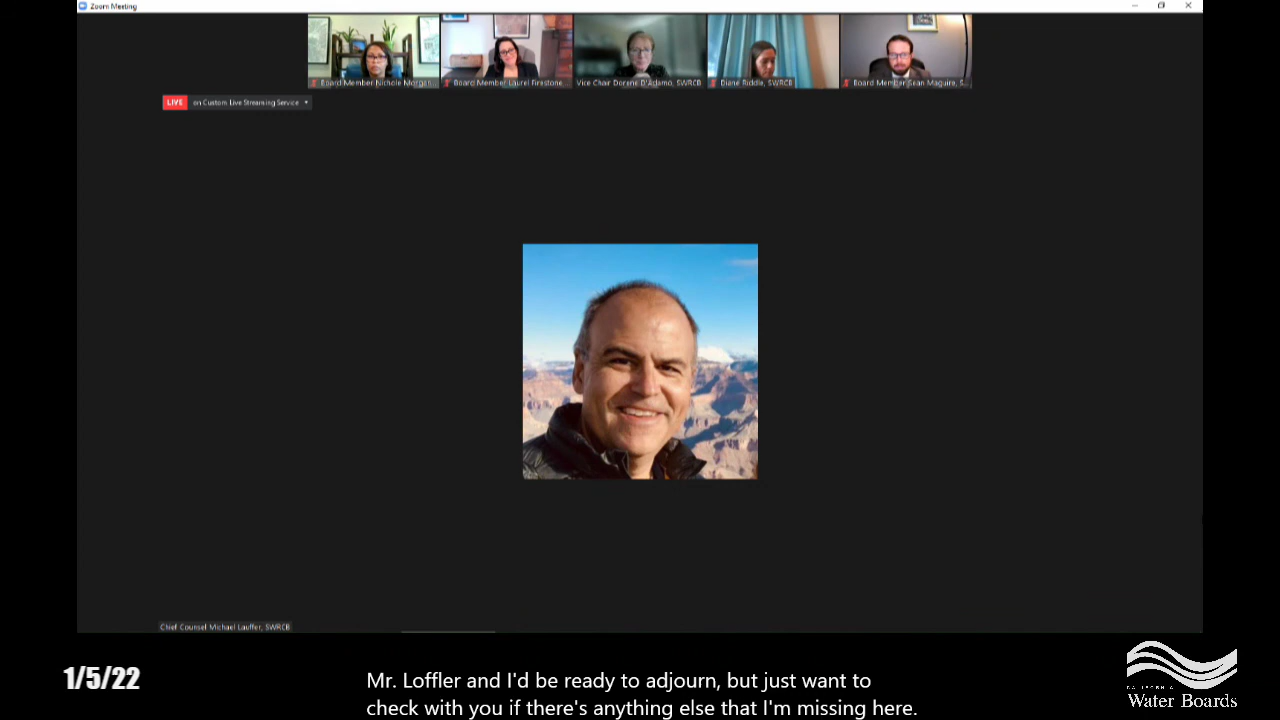 Zoom Meeting
Board Member Nichole Morgan...
Board Member Laurel Firestone...
Vice Chair Dorene D'Adamo, SWRCB
Diane Riddle, SWRCB
Board Member Sean Maguire, S...
LIVE on Custom Live Streaming Service
Chief Counsel Michael Lauffer, SWRCB
1/5/22
Mr. Loffler and I'd be ready to adjourn, but just want to
check with you if there's anything else that I'm missing here.
CALIFORNIA
Water Boards